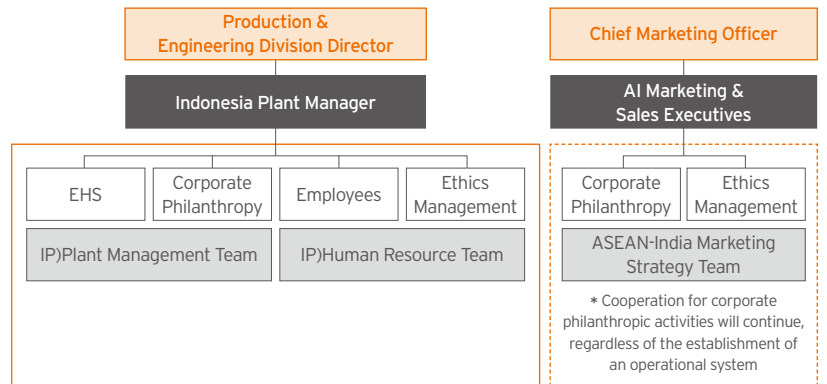 Production &
Engineering Division Director
Chief Marketing Officer
Indonesia Plant Manager
AI Marketing &
Sales Executives
EHS
Corporate
Philanthropy
Employees
Ethics
Management
Corporate
Philanthropy
Ethics
Management
IP)Plant Management Team
IP)Human Resource Team
ASEAN-India Marketing
Strategy Team
* Cooperation for corporate
philanthropic activities will continue,
regardless of the establishment of
an operational system